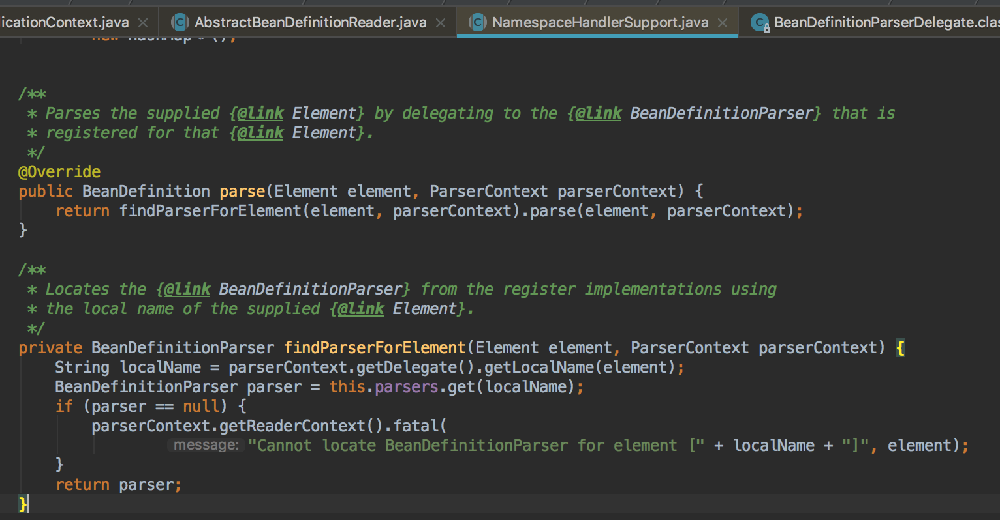 icationContext.java
AbstractBeanDefinitionReader.java
NamespaceHandlerSupport.java
BeanDefinitionParserDelegate.clas
/**
 * Parses the supplied {@link Element} by delegating to the {@link BeanDefinitionParser} that is
 * registered for that {@link Element}.
 */
@Override
public BeanDefinition parse(Element element, ParserContext parserContext) {
    return findParserForElement(element, parserContext).parse(element, parserContext);
}
/**
 * Locates the {@link BeanDefinitionParser} from the register implementations using
 * the local name of the supplied {@link Element}.
 */
private BeanDefinitionParser findParserForElement(Element element, ParserContext parserContext) {
    String localName = parserContext.getDelegate().getLocalName(element);
    BeanDefinitionParser parser = this.parsers.get(localName);
    if (parser == null) {
        parserContext.getReaderContext().fatal(
                message: "Cannot locate BeanDefinitionParser for element [" + localName + "]", element);
    }
    return parser;
}